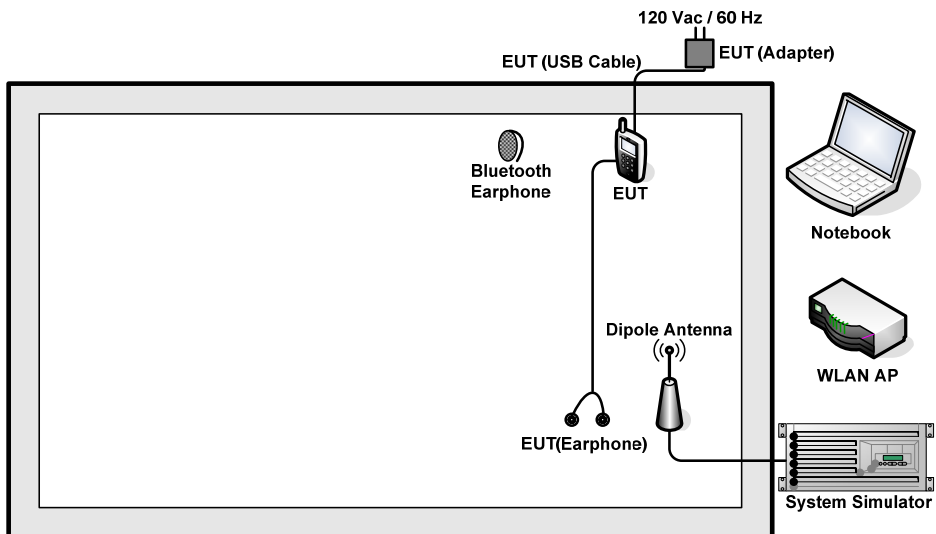 120 Vac / 60 Hz
EUT (Adapter)
EUT (USB Cable)
Bluetooth
Earphone
EUT
Notebook
Dipole Antenna
WLAN AP
EUT(Earphone)
System Simulator